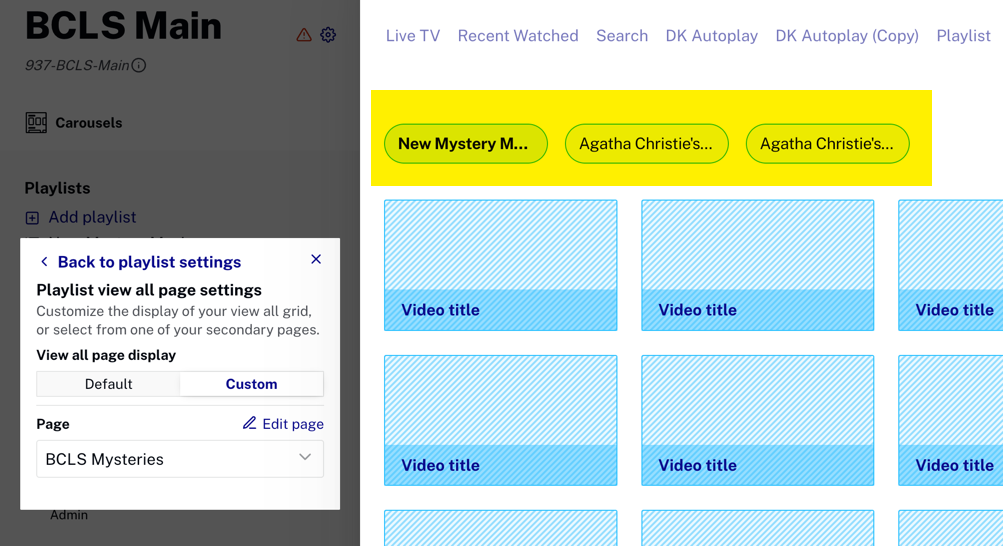 BCLS Main
937-BCLS-Main
Carousels
Playlists
Add playlist
Back to playlist settings
Playlist view all page settings
Customize the display of your view all grid,
or select from one of your secondary pages.
View all page display
Default Custom
Page Edit page
BCLS Mysteries
Admin
Live TV Recent Watched Search DK Autoplay DK Autoplay (Copy) Playlist
New Mystery M... Agatha Christie's... Agatha Christie's...
Video title Video title Video title
Video title Video title Video title